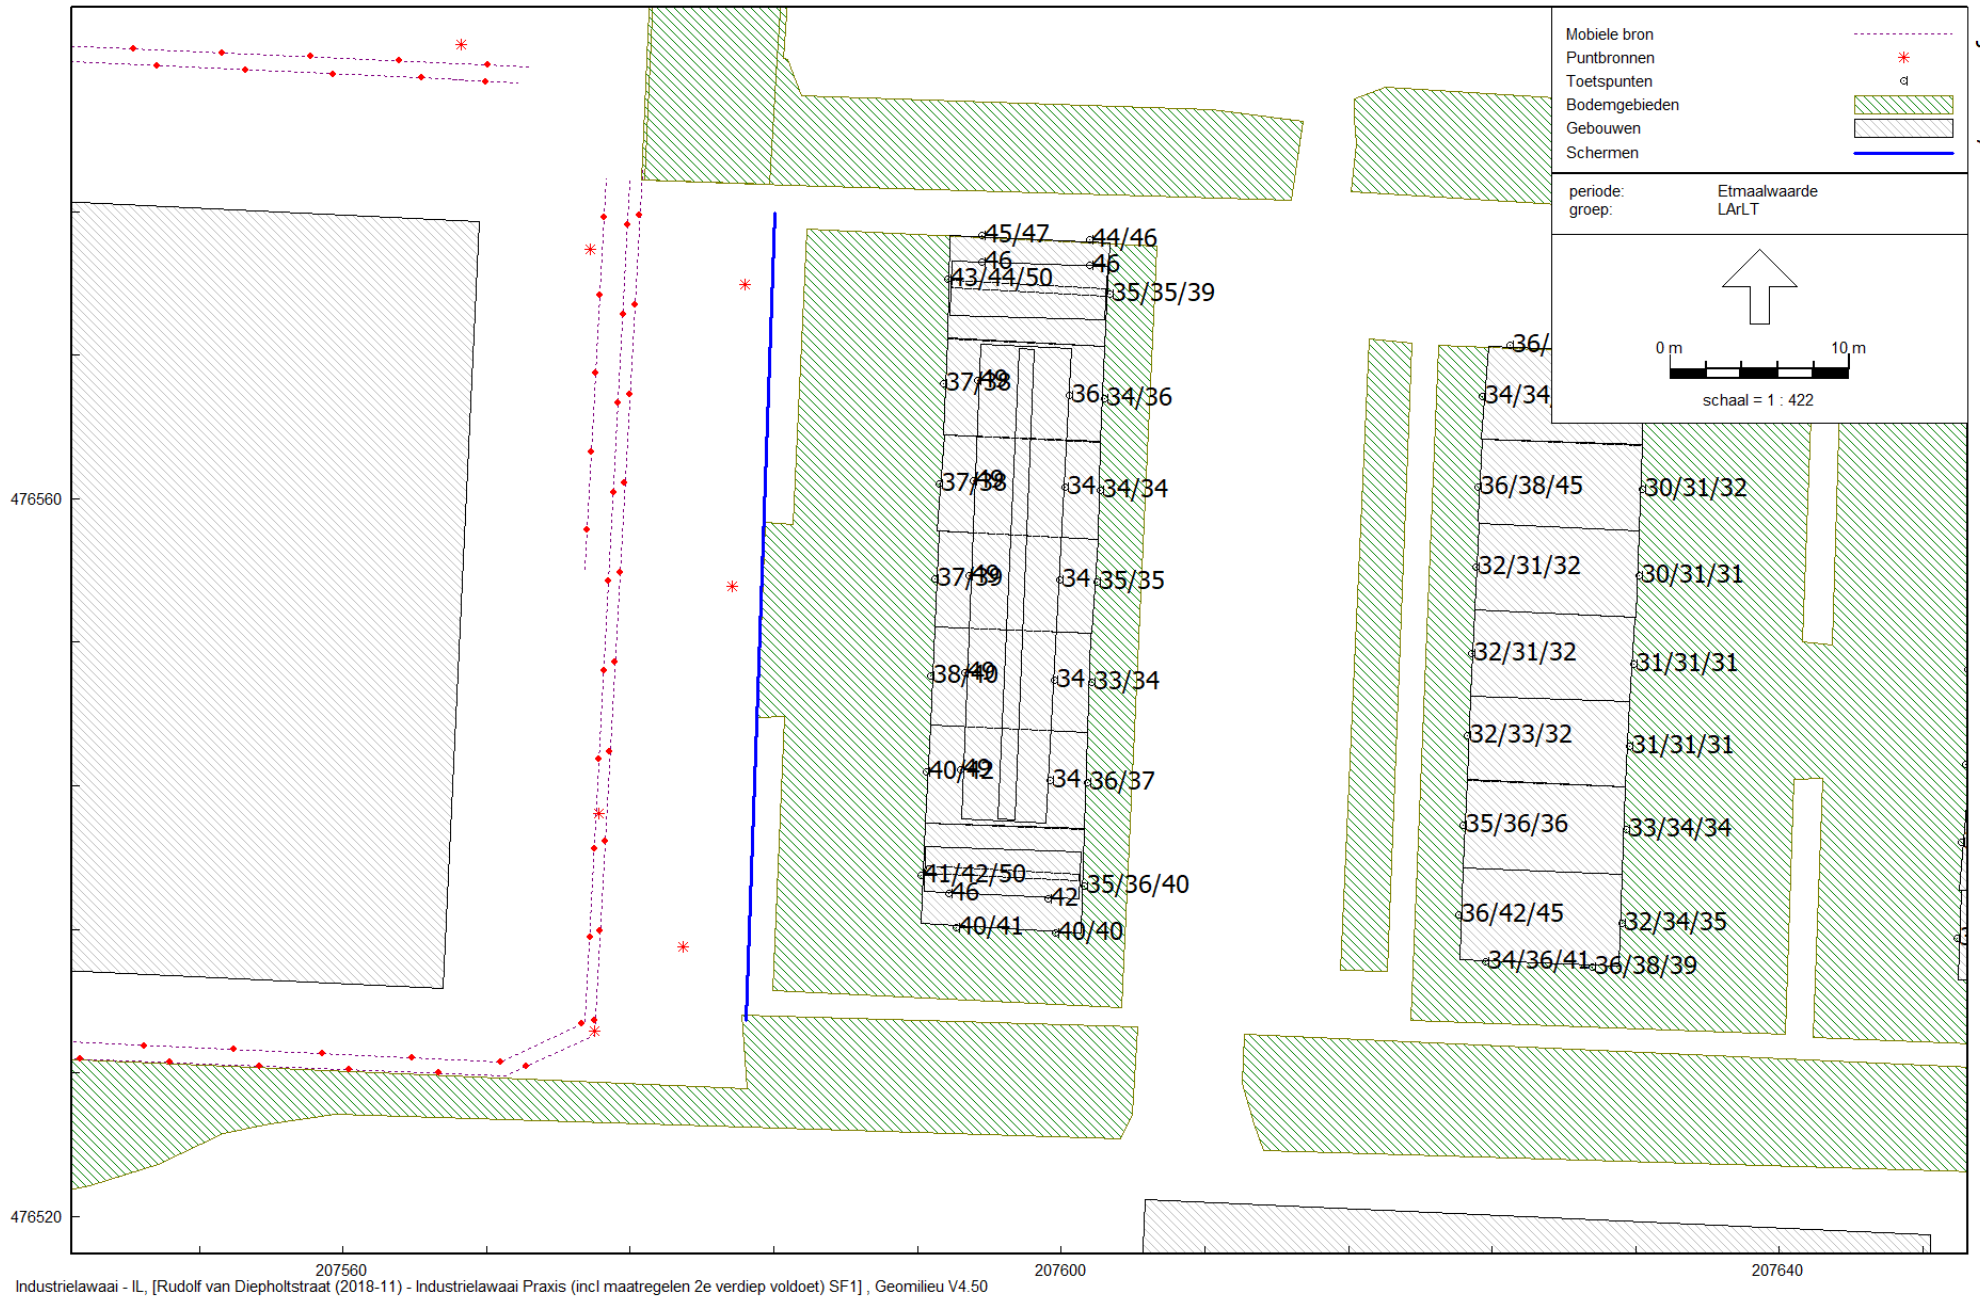 Mobiele bron
Puntbronnen
Toetspunten
Bodemgebieden
Gebouwen
Schermen
periode: Etmaalwaarde
groep: LArLT
0 m 10 m
schaal = 1 : 422
45/47 44/46
46 46
43/44/50 35/35/39
36/
37/38 49 36 34/36 34/34
37/38 49 34 34/34 36/38/45 30/31/32
37/39 49 34 35/35 32/31/32 30/31/31
38/40 49 34 33/34 32/31/32 31/31/31
32/33/32 31/31/31
40/42 49 34 36/37
35/36/36 33/34/34
41/42/50 35/36/40
46 42
36/42/45 32/34/35
40/41 40/40
34/36/41 36/38/39
476560
476520
207560 207600 207640
Industrielawaai - IL, [Rudolf van Diepholtstraat (2018-11) - Industrielawaai Praxis (incl maatregelen 2e verdiep voldoet) SF1] , Geomilieu V4.50